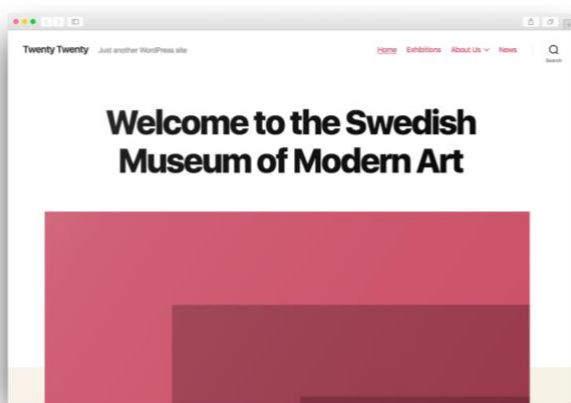 Twenty Twenty Just another WordPress site
Home Exhibitions About Us News
Search
Welcome to the Swedish
Museum of Modern Art